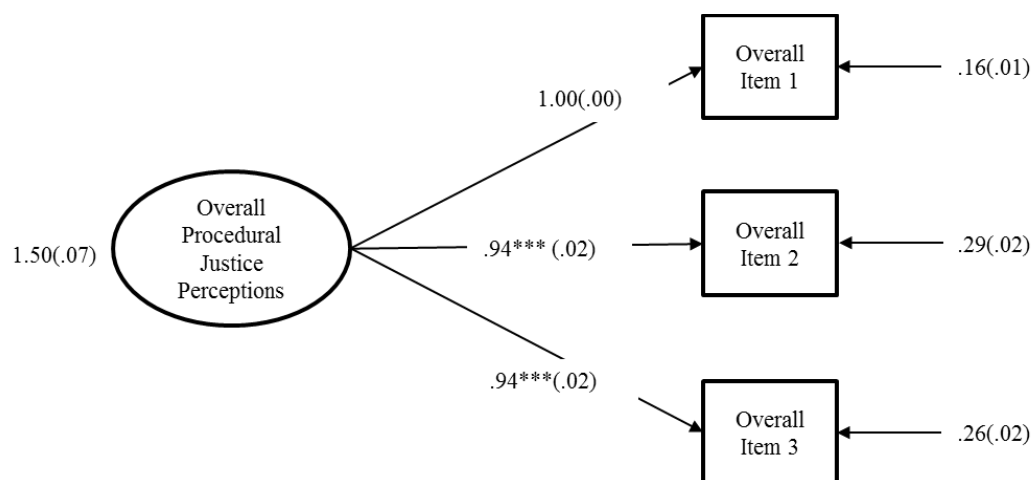 Overall
Item 1
.16(.01)
1.00(.00)
Overall
Procedural
Justice
Perceptions
1.50(.07)
.94*** (.02)
Overall
Item 2
.29(.02)
.94***(.02)
Overall
Item 3
.26(.02)